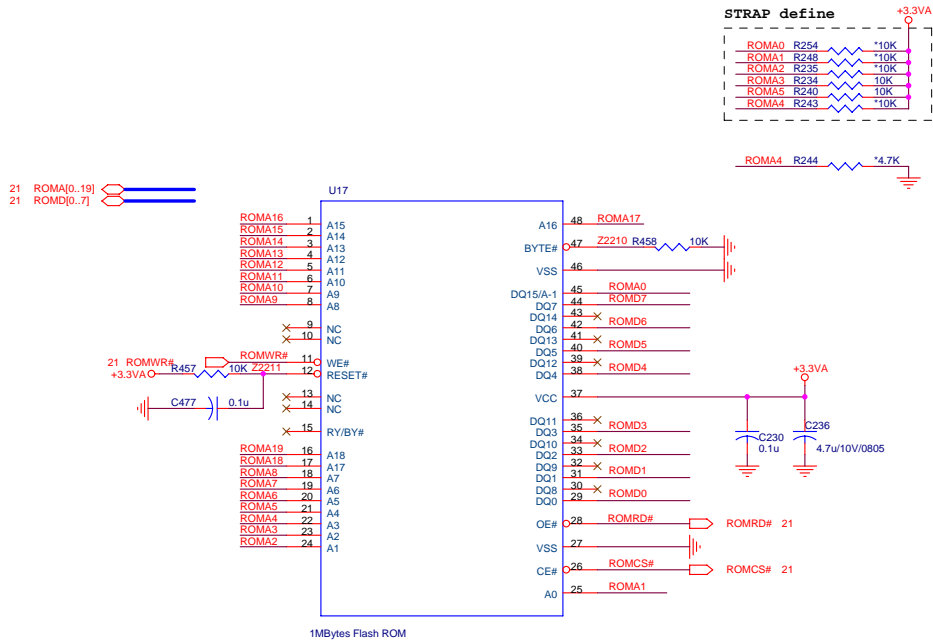 STRAP define
+3.3VA
ROMA0 R254 *10K
ROMA1 R248 *10K
ROMA2 R235 *10K
ROMA3 R234 10K
ROMA5 R240 10K
ROMA4 R243 *10K
ROMA4 R244 *4.7K
21 ROMA[0..19]
21 ROMD[0..7]
U17
ROMA16 1 A15
ROMA15 2 A14
ROMA14 3 A13
ROMA13 4 A12
ROMA12 5 A11
ROMA11 6 A10
ROMA10 7 A9
ROMA9 8 A8
9 NC
10 NC
21 ROMWR# ROMWR# 11 WE#
+3.3VA R457 10K Z2211 12 RESET#
C477 0.1u
13 NC
14 NC
15 RY/BY#
ROMA19 16 A18
ROMA18 17 A17
ROMA8 18 A7
ROMA7 19 A6
ROMA6 20 A5
ROMA5 21 A4
ROMA4 22 A3
ROMA3 23 A2
ROMA2 24 A1
A16 48 ROMA17
BYTE# 47 Z2210 R458 10K
VSS 46
DQ15/A-1 45 ROMA0
DQ7 44 ROMD7
DQ14 43
DQ6 42 ROMD6
DQ13 41
DQ5 40 ROMD5
DQ12 39
DQ4 38 ROMD4
VCC 37
+3.3VA
DQ11 36
DQ3 35 ROMD3
DQ10 34
DQ2 33 ROMD2
DQ9 32
DQ1 31 ROMD1
DQ8 30
DQ0 29 ROMD0
C230
0.1u
C236
4.7u/10V/0805
OE# 28 ROMRD# ROMRD# 21
VSS 27
CE# 26 ROMCS# ROMCS# 21
A0 25 ROMA1
1MBytes Flash ROM